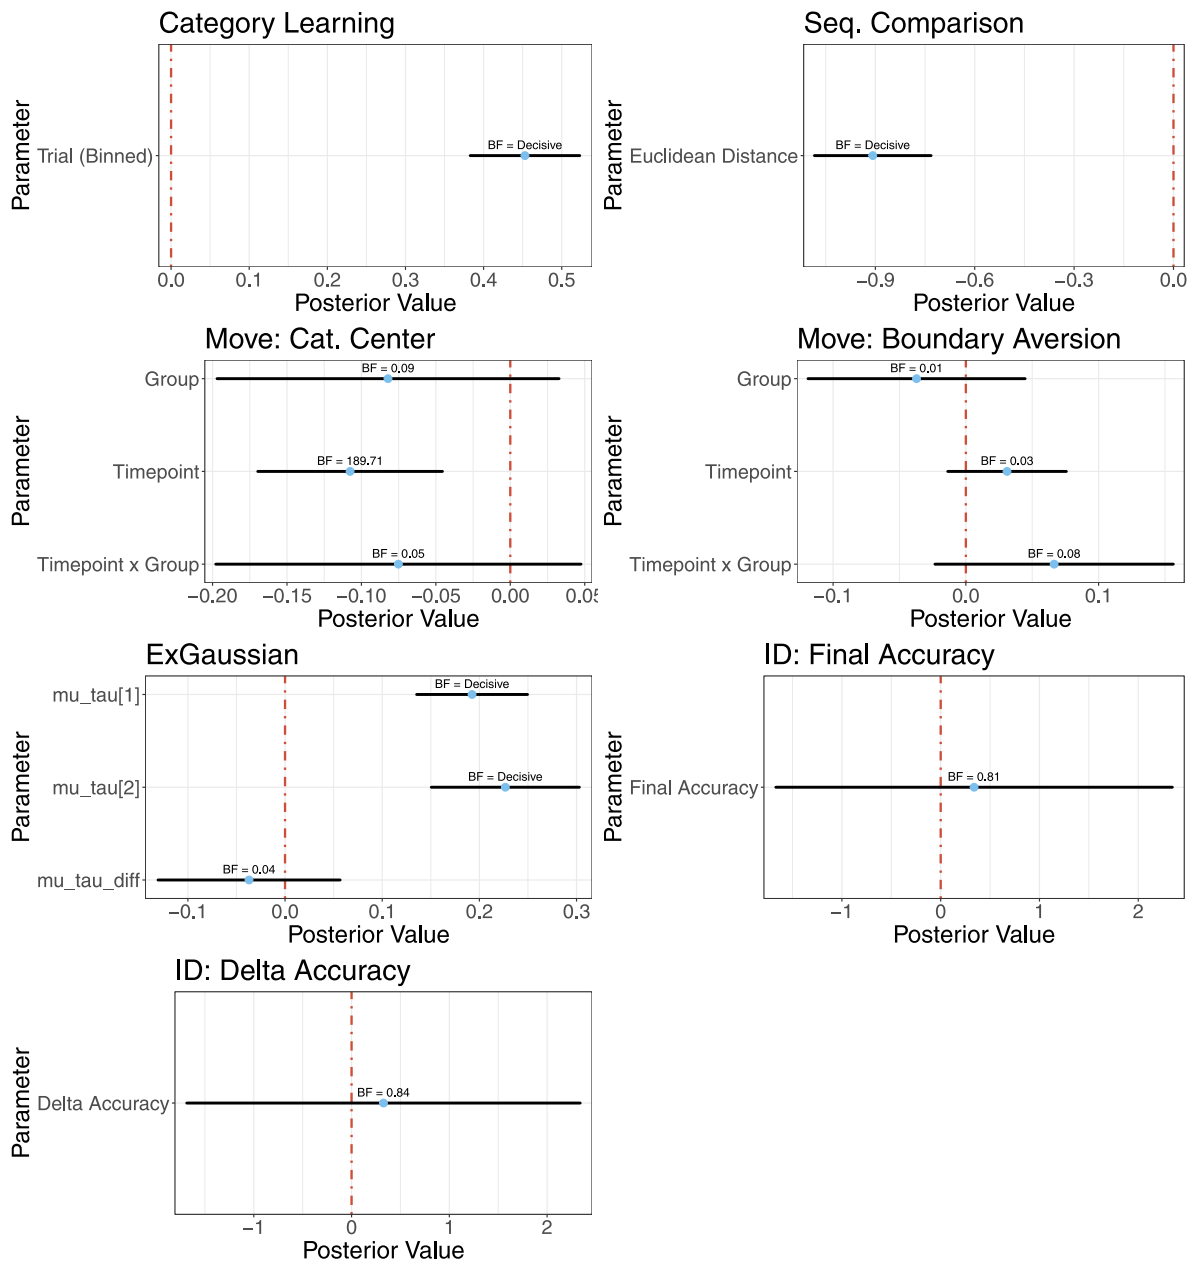 Category Learning
Parameter
Trial (Binned)
BF = Decisive
0.0 0.1 0.2 0.3 0.4 0.5
Posterior Value
Seq. Comparison
Parameter
Euclidean Distance
BF = Decisive
−0.9 −0.6 −0.3 0.0
Posterior Value
Move: Cat. Center
Parameter
Group
BF = 0.09
Timepoint
BF = 189.71
Timepoint x Group
BF = 0.05
−0.20 −0.15 −0.10 −0.05 0.00 0.05
Posterior Value
Move: Boundary Aversion
Parameter
Group
BF = 0.01
Timepoint
BF = 0.03
Timepoint x Group
BF = 0.08
−0.1 0.0 0.1
Posterior Value
ExGaussian
Parameter
mu_tau[1]
BF = Decisive
mu_tau[2]
BF = Decisive
mu_tau_diff
BF = 0.04
−0.1 0.0 0.1 0.2 0.3
Posterior Value
ID: Final Accuracy
Parameter
Final Accuracy
BF = 0.81
−1 0 1 2
Posterior Value
ID: Delta Accuracy
Parameter
Delta Accuracy
BF = 0.84
−1 0 1 2
Posterior Value